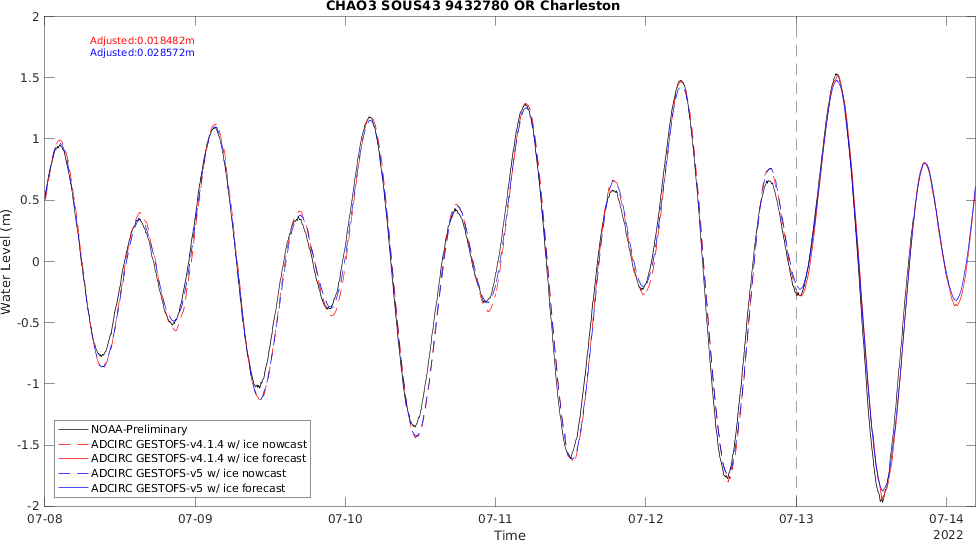 CHAO3 SOUS43 9432780 OR Charleston
Adjusted:0.018482m
Adjusted:0.028572m
2
1.5
1
0.5
0
-0.5
-1
-1.5
-2
Water Level (m)
NOAA-Preliminary
ADCIRC GESTOFS-v4.1.4 w/ ice nowcast
ADCIRC GESTOFS-v4.1.4 w/ ice forecast
ADCIRC GESTOFS-v5 w/ ice nowcast
ADCIRC GESTOFS-v5 w/ ice forecast
07-08 07-09 07-10 07-11 07-12 07-13 07-14
Time
2022